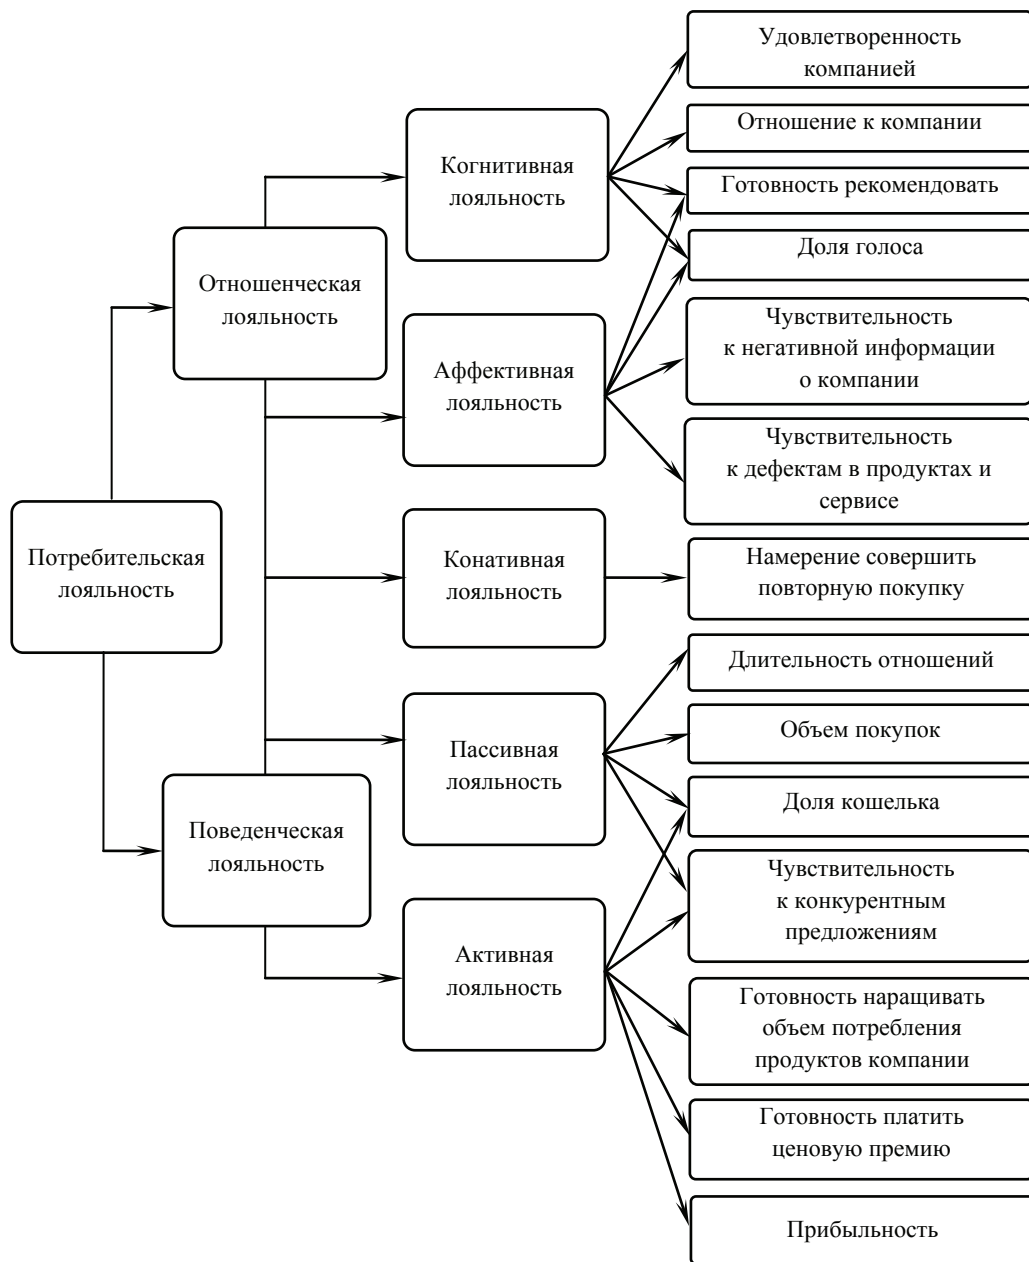 Удовлетворенность
компанией
Отношение к компании
Готовность рекомендовать
Доля голоса
Чувствительность
к негативной информации
о компании
Чувствительность
к дефектам в продуктах и
сервисе
Намерение совершить
повторную покупку
Длительность отношений
Объем покупок
Доля кошелька
Чувствительность
к конкурентным
предложениям
Готовность наращивать
объем потребления
продуктов компании
Готовность платить
ценовую премию
Прибыльность
Когнитивная
лояльность
Аффективная
лояльность
Конативная
лояльность
Пассивная
лояльность
Активная
лояльность
Отношенческая
лояльность
Поведенческая
лояльность
Потребительская
лояльность